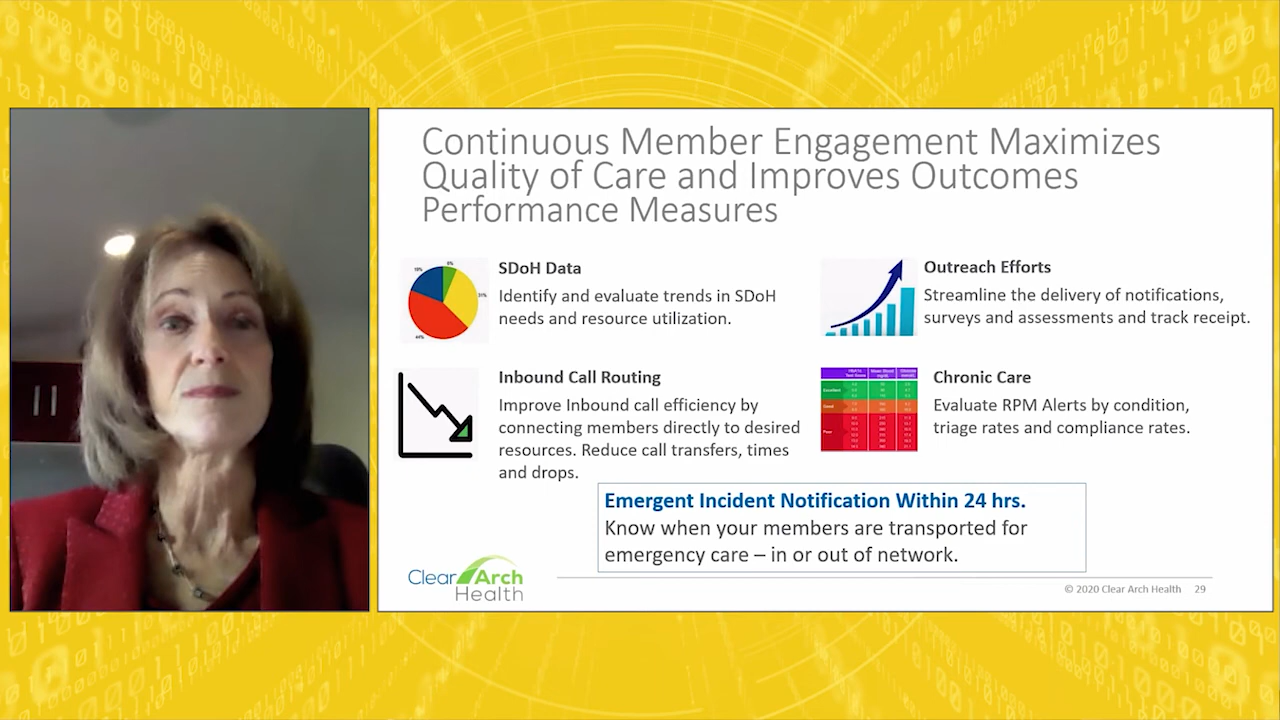 Continuous Member Engagement Maximizes
Quality of Care and Improves Outcomes
Performance Measures
SDoH Data
Identify and evaluate trends in SDoH
needs and resource utilization.
Outreach Efforts
Streamline the delivery of notifications,
surveys and assessments and track receipt.
Inbound Call Routing
Improve Inbound call efficiency by
connecting members directly to desired
resources. Reduce call transfers, times
and drops.
Chronic Care
Evaluate RPM Alerts by condition,
triage rates and compliance rates.
Excellent
Good
Poor
Emergent Incident Notification Within 24 hrs.
Know when your members are transported for
emergency care – in or out of network.
Clear Arch
Health
© 2020 Clear Arch Health 29